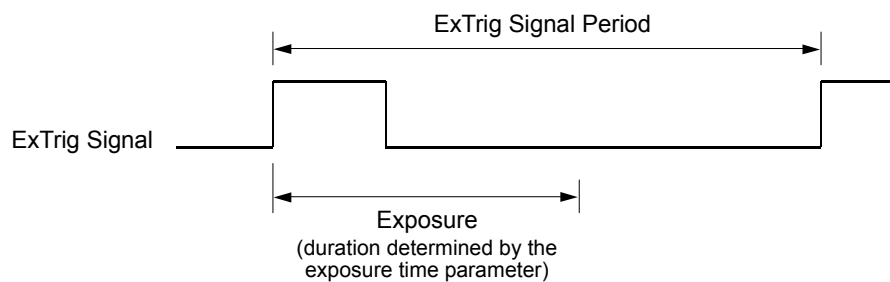 ExTrig Signal Period
ExTrig Signal
Exposure
(duration determined by the
exposure time parameter)